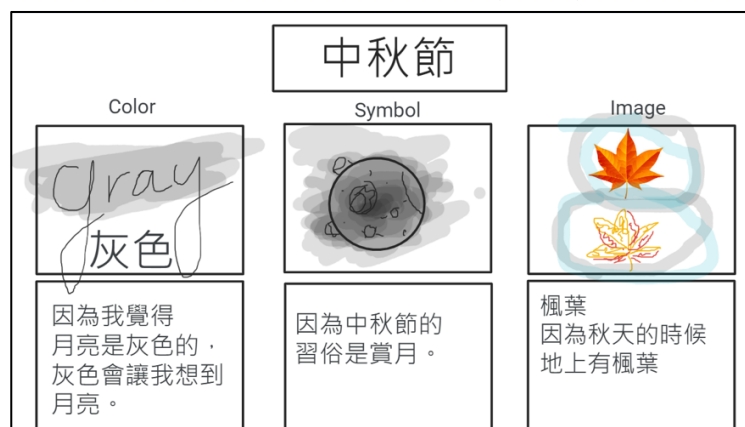 中秋節
Color
Symbol
Image
gray
灰色
因為我覺得
月亮是灰色的，
灰色會讓我想到
月亮。
因為中秋節的
習俗是賞月。
楓葉
因為秋天的時候
地上有楓葉